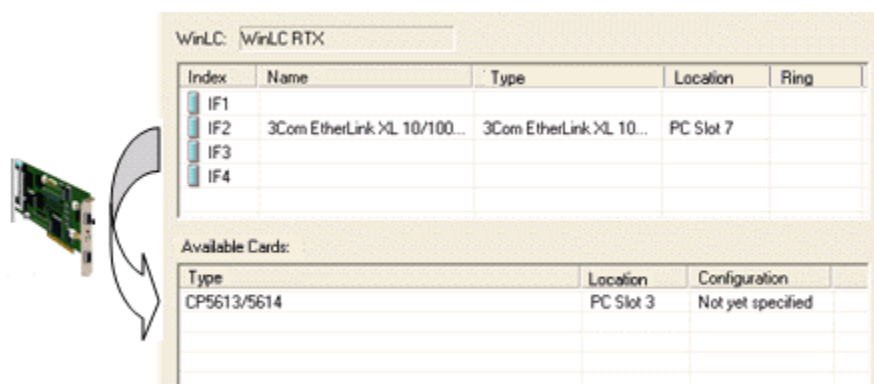 WinLC: WinLC RTX
Index Name Type Location Ring
IF1
IF2 3Com EtherLink XL 10/100... 3Com EtherLink XL 10... PC Slot 7
IF3
IF4
Available Cards:
Type Location Configuration
CP5613/5614 PC Slot 3 Not yet specified